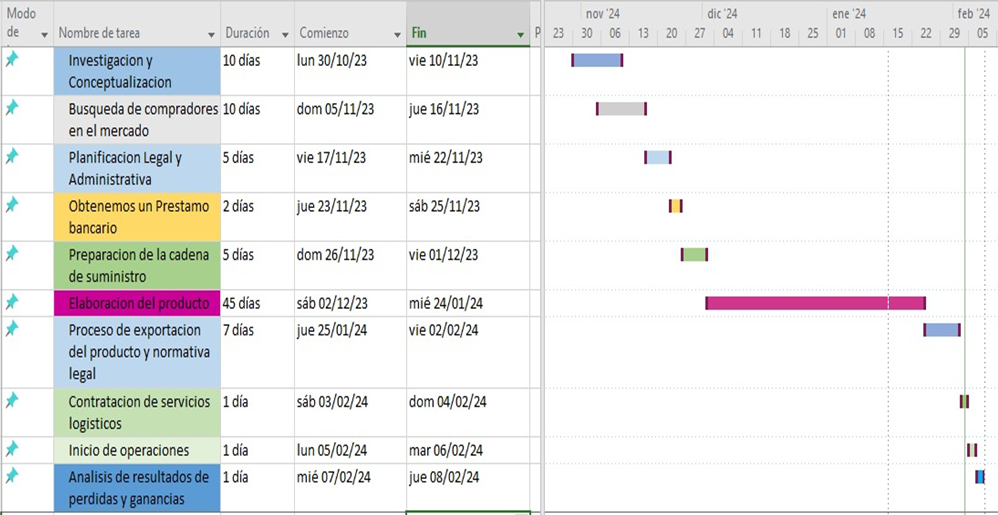 Modo
de
Nombre de tarea Duración Comienzo Fin P
nov '24 dic '24 ene '24 feb '24
23 30 06 13 20 27 04 11 18 25 01 08 15 22 29 05
Investigacion y
Conceptualizacion
10 días lun 30/10/23 vie 10/11/23
Busqueda de compradores
en el mercado
10 días dom 05/11/23 jue 16/11/23
Planificacion Legal y
Administrativa
5 días vie 17/11/23 mié 22/11/23
Obtenemos un Prestamo
bancario
2 días jue 23/11/23 sáb 25/11/23
Preparacion de la cadena
de suministro
5 días dom 26/11/23 vie 01/12/23
Elaboracion del producto 45 días sáb 02/12/23 mié 24/01/24
Proceso de exportacion
del producto y normativa
legal
7 días jue 25/01/24 vie 02/02/24
Contratacion de servicios
logisticos
1 día sáb 03/02/24 dom 04/02/24
Inicio de operaciones 1 día lun 05/02/24 mar 06/02/24
Analisis de resultados de
perdidas y ganancias
1 día mié 07/02/24 jue 08/02/24